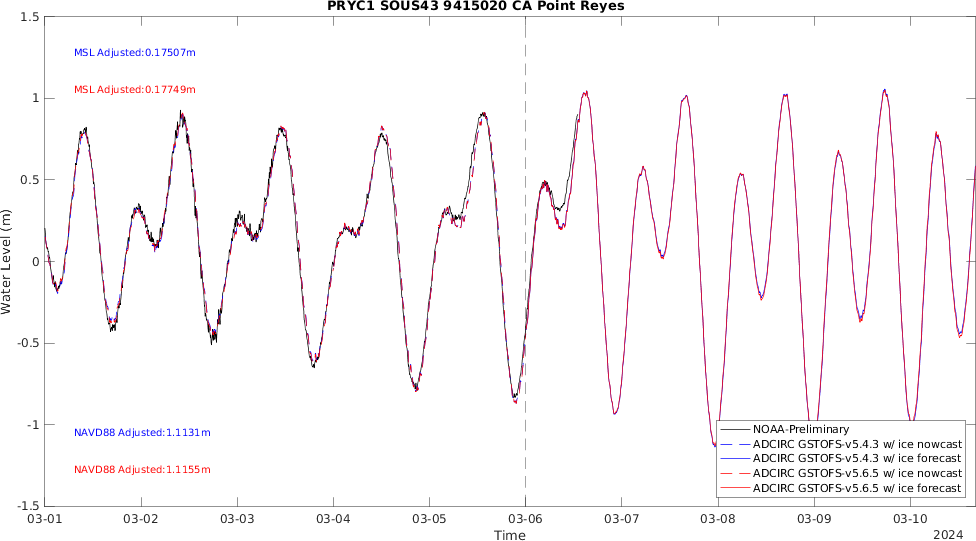 PRYC1 SOUS43 9415020 CA Point Reyes
1.5
1
0.5
0
-0.5
-1
-1.5
Water Level (m)
MSL Adjusted:0.17507m
MSL Adjusted:0.17749m
NAVD88 Adjusted:1.1131m
NAVD88 Adjusted:1.1155m
NOAA-Preliminary
ADCIRC GSTOFS-v5.4.3 w/ ice nowcast
ADCIRC GSTOFS-v5.4.3 w/ ice forecast
ADCIRC GSTOFS-v5.6.5 w/ ice nowcast
ADCIRC GSTOFS-v5.6.5 w/ ice forecast
03-01 03-02 03-03 03-04 03-05 03-06 03-07 03-08 03-09 03-10
Time
2024